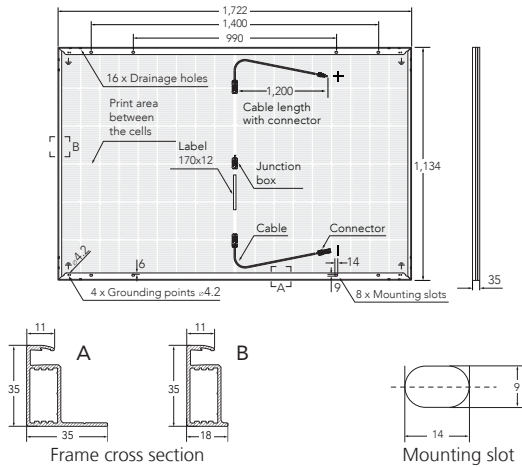 1,722
1,400
990
16 x Drainage holes
+
1,200
Print area
between
the cells
Cable length
with connector
B
Label
170x12
Junction
box
1,134
Cable
Connector
ø4.2
6
14
4 x Grounding points ø4.2
A
9
8 x Mounting slots
35
11
A
35
35
11
B
35
18
9
14
Frame cross section
Mounting slot